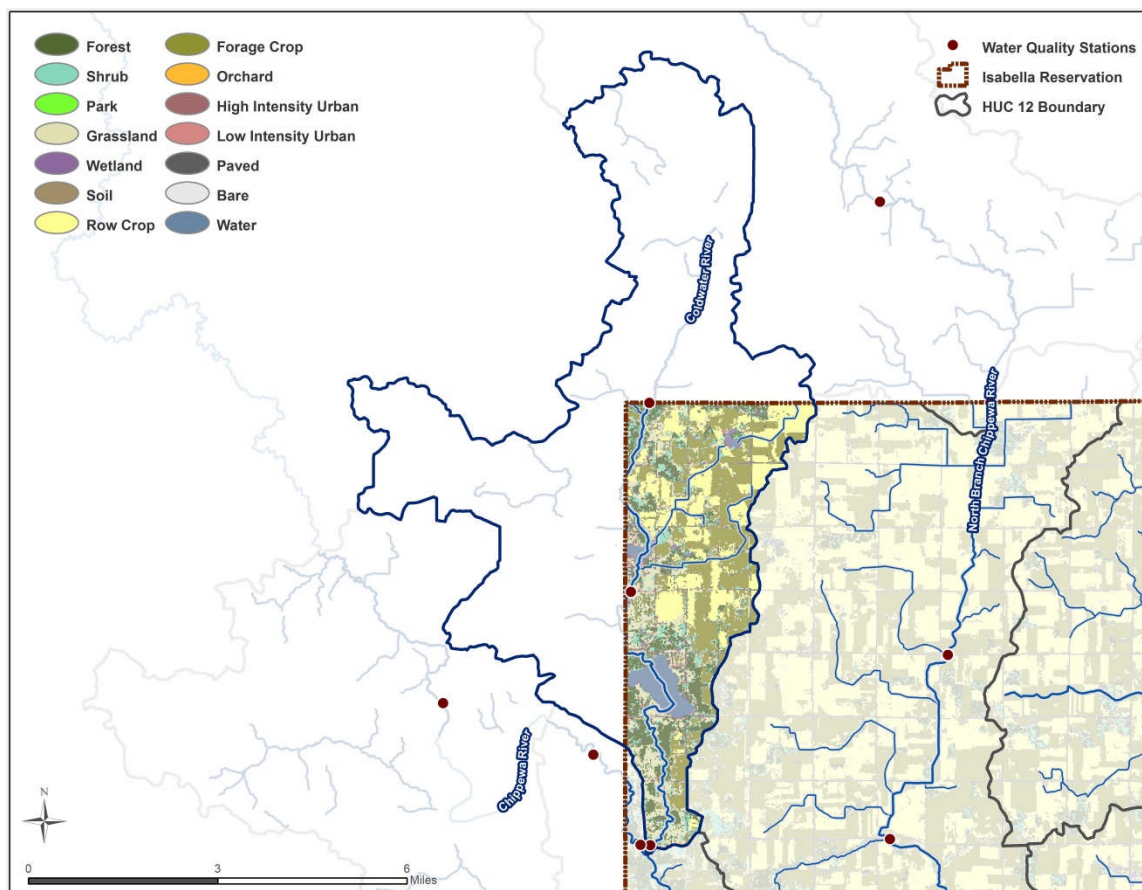 Forest
Shrub
Park
Grassland
Wetland
Soil
Row Crop
Forage Crop
Orchard
High Intensity Urban
Low Intensity Urban
Paved
Bare
Water
Water Quality Stations
Isabella Reservation
HUC 12 Boundary
Coldwater River
North Branch Chippewa River
Chippewa River
N
0
3
6
Miles